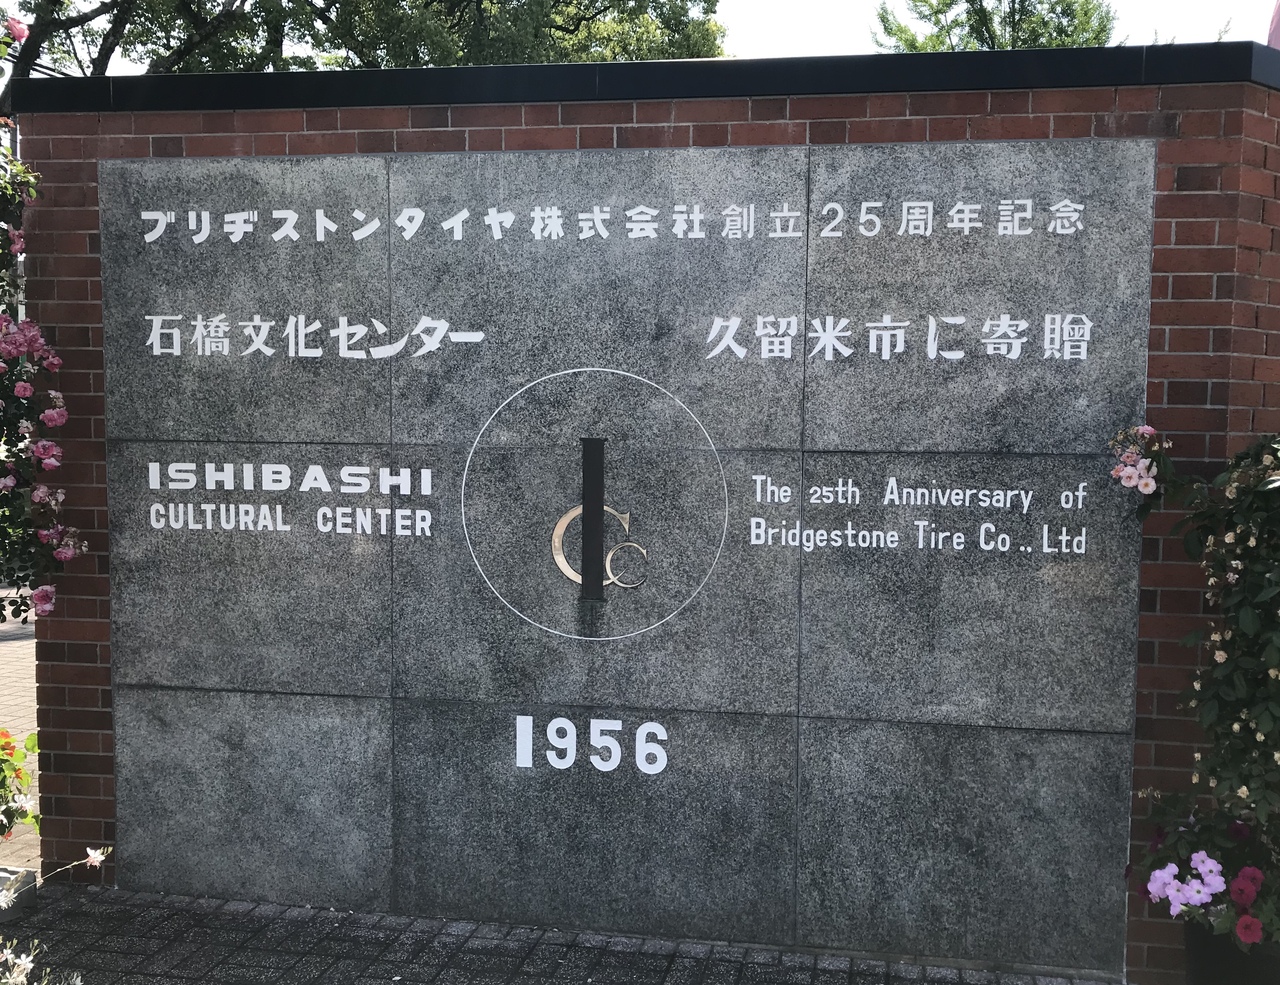 ブリヂストンタイヤ株式会社創立25周年記念
石橋文化センター 久留米市に寄贈
ISHIBASHI
CULTURAL CENTER
I C C
The 25th Anniversary of
Bridgestone Tire Co., Ltd
1956